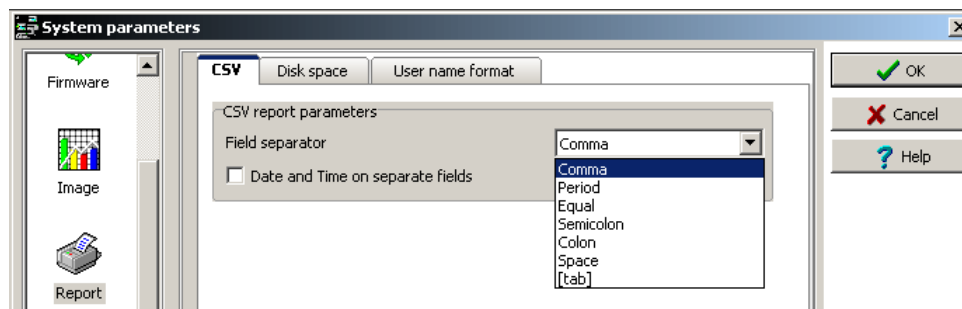 System parameters
Firmware
Image
Report
CSV
Disk space
User name format
CSV report parameters
Field separator
Comma
Date and Time on separate fields
Comma
Period
Equal
Semicolon
Colon
Space
[tab]
OK
Cancel
Help